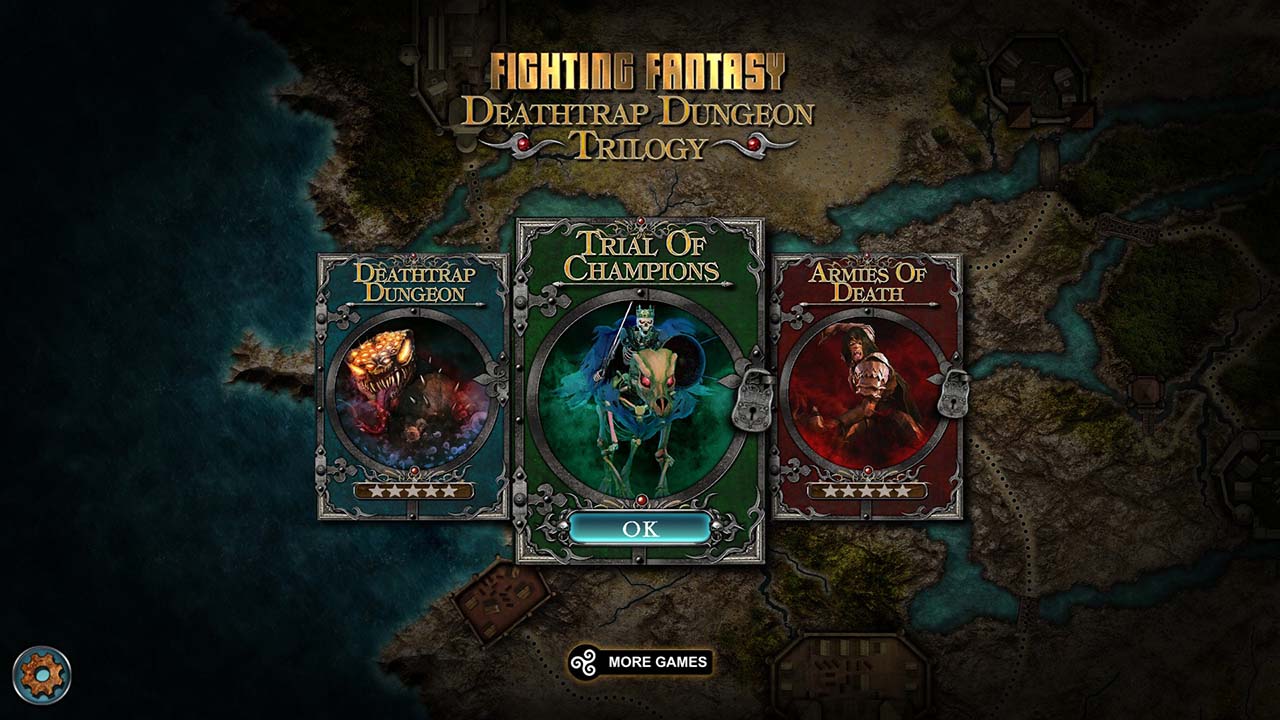 FIGHTING FANTASY
DEATHTRAP DUNGEON
TRILOGY
DEATHTRAP
DUNGEON
TRIAL OF
CHAMPIONS
ARMIES OF
DEATH
OK
MORE GAMES